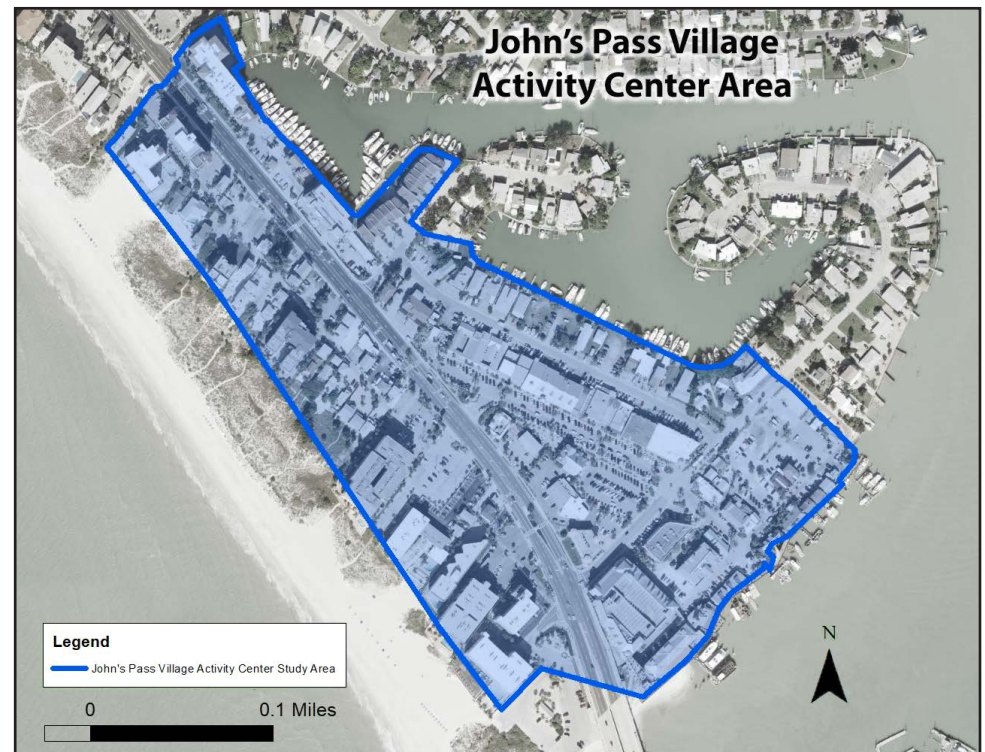 John's Pass Village
Activity Center Area
N
Legend
John's Pass Village Activity Center Study Area
0 0.1 Miles